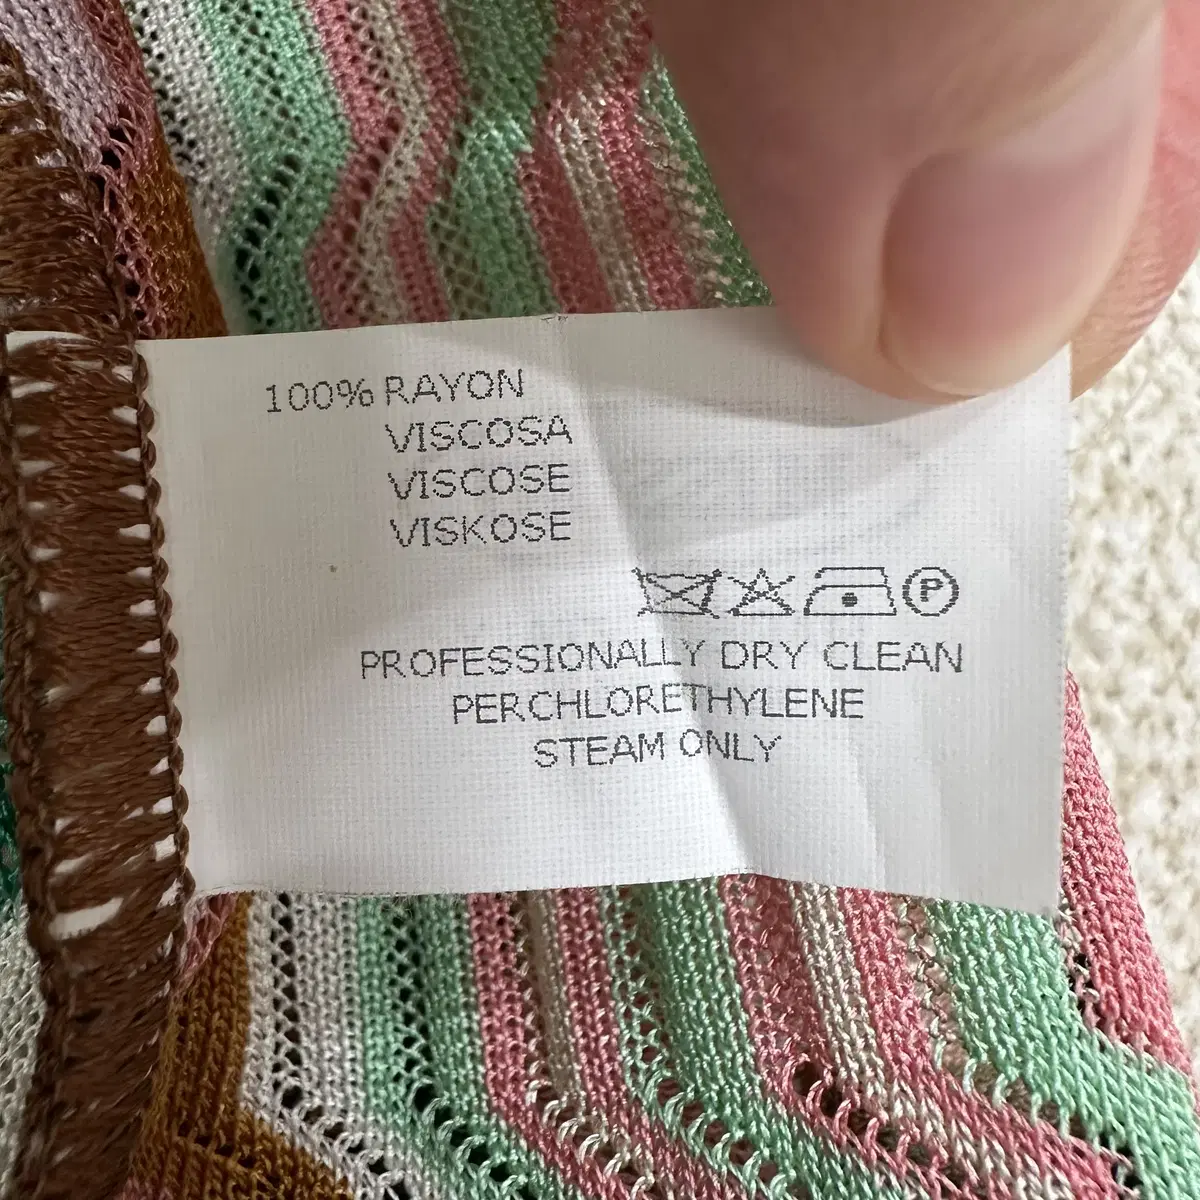 100% RAYON
VISCOSA
VISCOSE
VISKOSE
P
PROFESSIONALLY DRY CLEAN
PERCHLORETHYLENE
STEAM ONLY